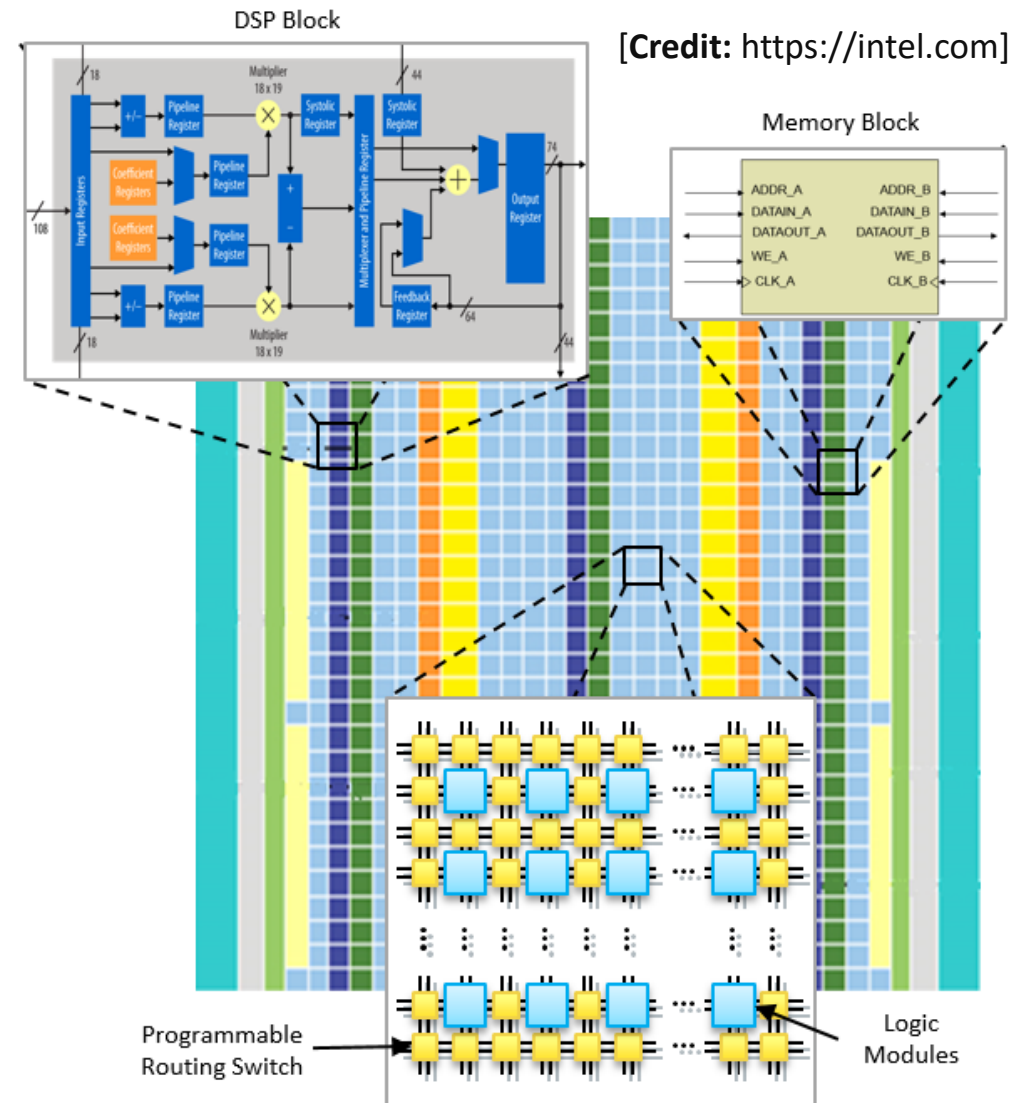 DSP Block
[Credit: https://intel.com]
18
Multiplier
18 x 19
44
+/−
Pipeline
Register
X
Systolic
Register
Systolic
Register
74
Coefficient
Registers
Pipeline
Register
Input Registers
108
Coefficient
Registers
Pipeline
Register
+
−
Multiplexer and Pipeline Register
+
Output
Register
+/−
Pipeline
Register
X
Feedback
Register
64
18
Multiplier
18 x 19
44
Memory Block
ADDR_A ADDR_B
DATAIN_A DATAIN_B
DATAOUT_A DATAOUT_B
WE_A WE_B
CLK_A CLK_B
Programmable
Routing Switch
Logic
Modules